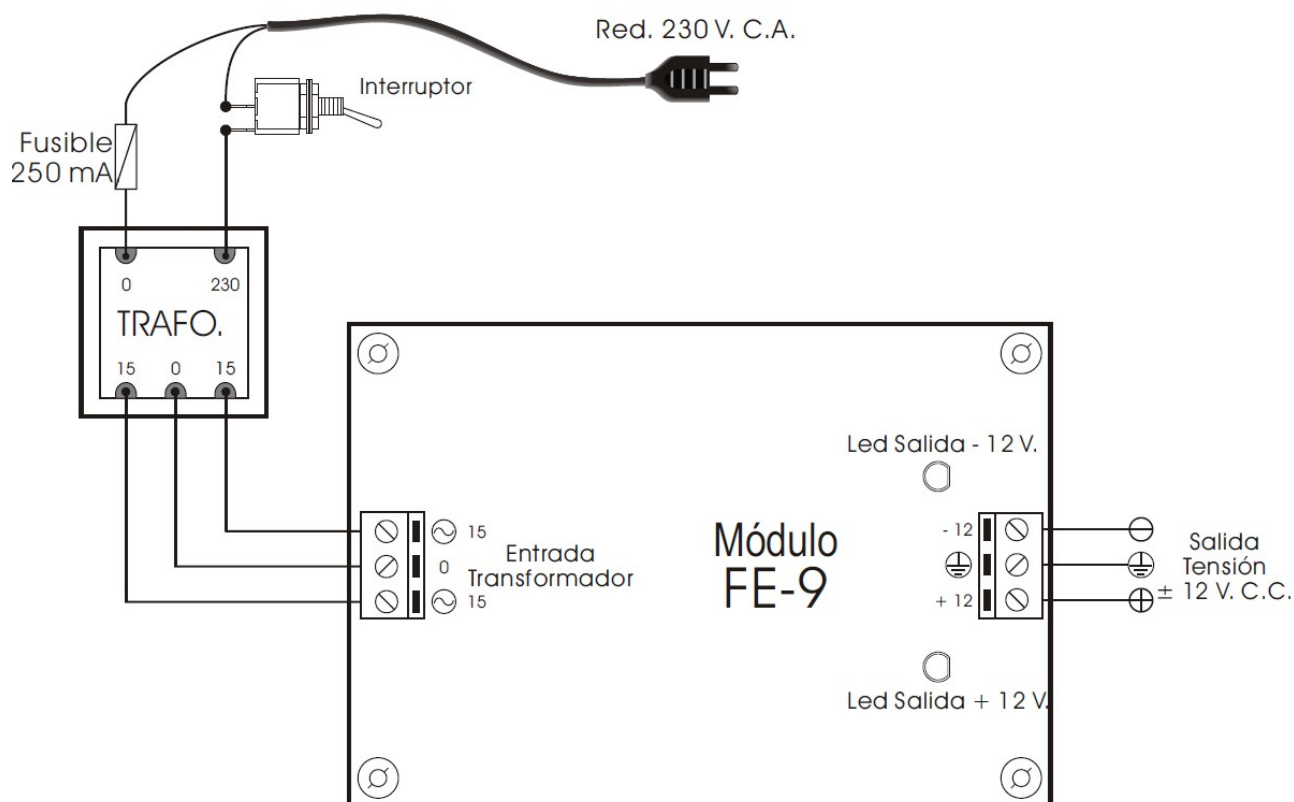 Red. 230 V. C.A.
Interruptor
Fusible
250 mA
0
230
TRAFO.
15
0
15
Led Salida - 12 V.
15
0
15
Entrada
Transformador
Módulo
FE-9
- 12
+ 12
Salida
Tensión
± 12 V. C.C.
Led Salida + 12 V.